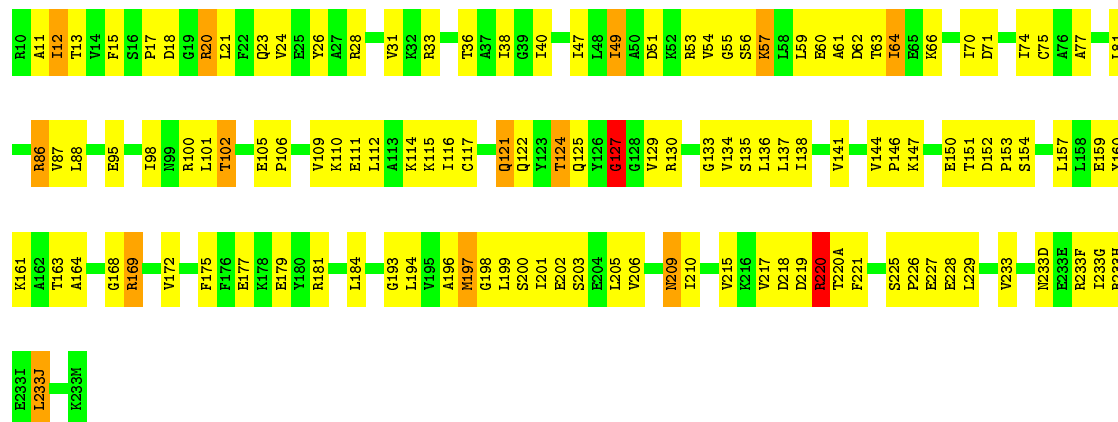 R10 A11 I12 T13 V14 F15 S16 P17 D18 G19 R20 L21 F22 Q23 V24 E25 Y26 A27 R28 V31 K32 R33 T36 A37 I38 G39 I40 I47 L48 I49 A50 D51 K52 R53 V54 G55 S56 K57 L58 L59 E60 A61 D62 T63 I64 E65 K66 I70 D71 I74 C75 A76 A77 L81
R86 V87 L88 E95 I98 N99 R100 L101 T102 E105 P106 V109 K110 E111 L112 A113 K114 K115 I116 C117 Q121 Q122 Y123 T124 Q125 Y126 G127 G128 V129 R130 G133 V134 S135 L136 L137 I138 V141 V144 P146 K147 E150 T151 D152 P153 S154 L157 L158 E159 Y160
K161 A162 T163 A164 G168 R169 V172 F175 F176 E177 K178 E179 Y180 R181 L184 G193 L194 V195 A196 M197 G198 L199 S200 I201 E202 S203 E204 L205 V206 N209 I210 V215 K216 V217 D218 D219 R220 T220A F221 S225 P226 E227 E228 L229 V233 N233D E233E R233F I233G R233H
E233I L233J K233M